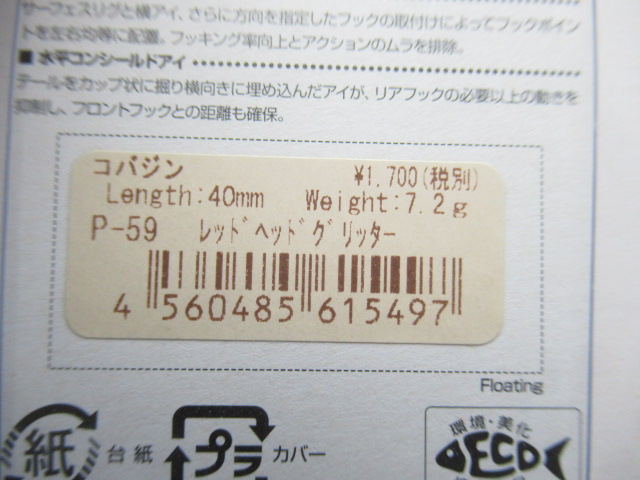 サーフェスリグと横アイ、さらに方向を指定したフックの取付けによってフックポイン
トを左右均等に配置。フッキング率向上とアクションのムラを排除。
■ 水平コンシールドアイ
テールをカップ状に掘り横向きに埋め込んだアイが、リアフックの必要以上の動きを
抑制し、フロントフックとの距離も確保。
コバジン ¥1,700(税別)
Length:40mm Weight:7.2g
P-59 ﾚｯﾄﾞﾍｯﾄﾞｸﾞﾘｯﾀｰ
4 560485 615497
Floating
紙 台紙 プラ カバー
環境・美化
ECO